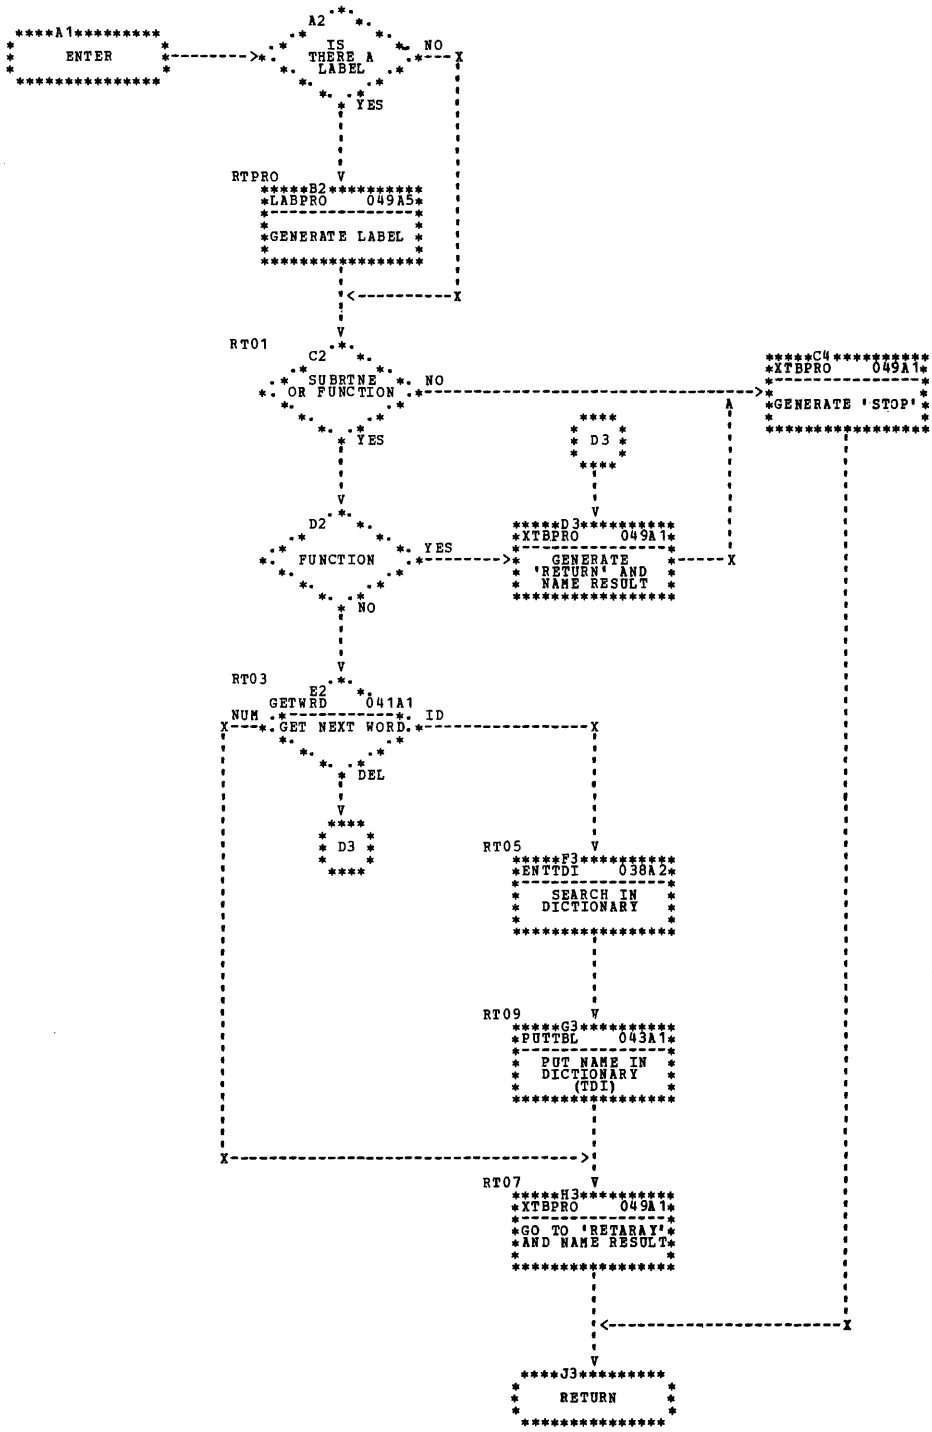 A1
ENTER
A2
IS
THERE A
LABEL
NO
YES
RTPRO
B2
LABPRO 049A5
GENERATE LABEL
RT01
C2
SUBRTNE
OR FUNCTION
NO
YES
C4
XTBPRO 049A1
GENERATE 'STOP'
D3
D2
FUNCTION
YES
NO
D3
XTBPRO 049A1
GENERATE
'RETURN' AND
NAME RESULT
RT03
E2
GETWRD 041A1
NUM
GET NEXT WORD
ID
DEL
D3
RT05
F3
ENTTDI 038A2
SEARCH IN
DICTIONARY
RT09
G3
PUTTBL 043A1
PUT NAME IN
DICTIONARY
(TDI)
RT07
H3
XTBPRO 049A1
GO TO 'RETARAY'
AND NAME RESULT
J3
RETURN